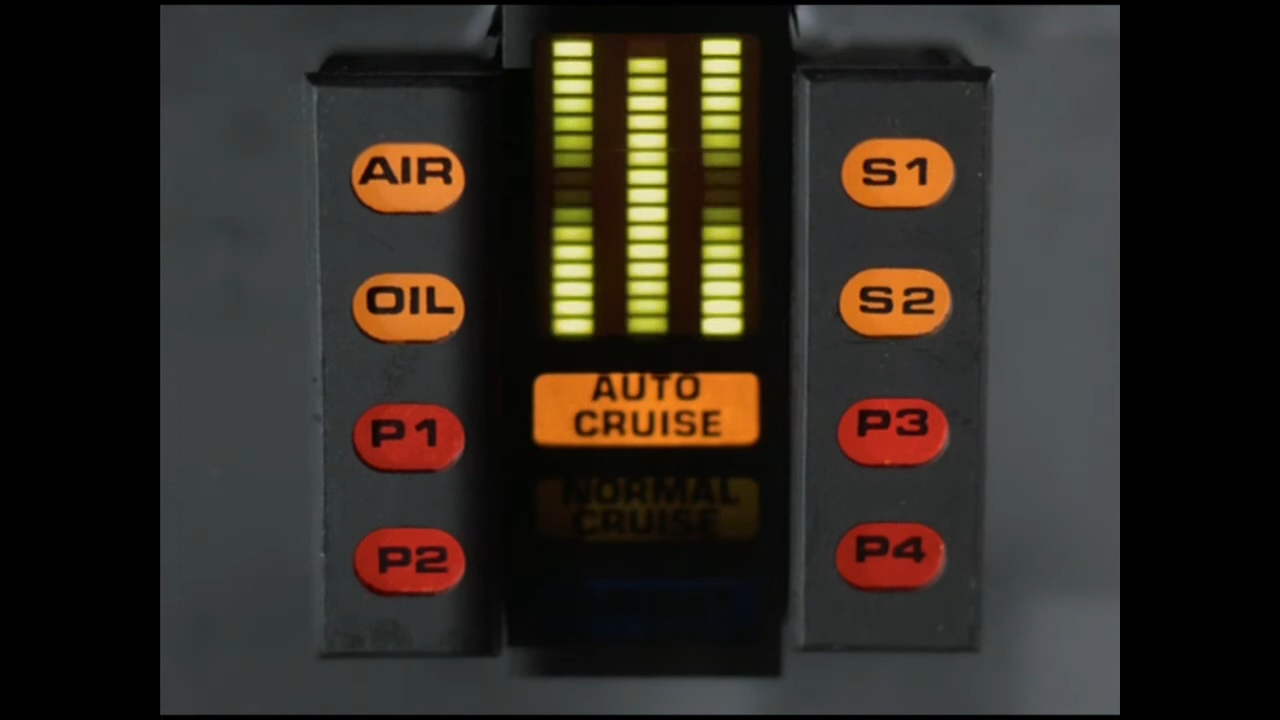 AIR
OIL
P1
P2
AUTO
CRUISE
NORMAL
CRUISE
S1
S2
P3
P4